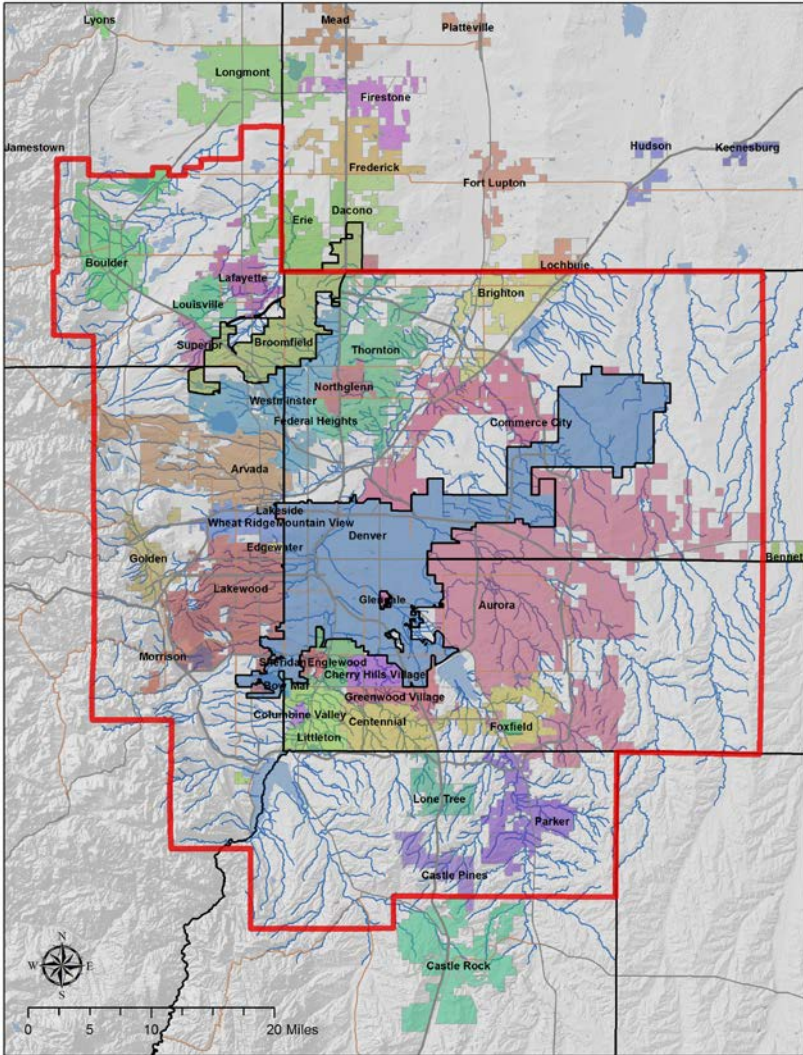 Lyons
Mead
Platteville
Longmont
Firestone
Jamestown
Hudson
Keenesburg
Frederick
Fort Lupton
Dacono
Erie
Boulder
Lochbuie
Lafayette
Brighton
Louisville
Superior
Broomfield
Thornton
Northglenn
Westminster
Federal Heights
Commerce City
Arvada
Lakeside
Wheat Ridge
Mountain View
Denver
Edgewater
Golden
Bennet
Lakewood
Glendale
Aurora
Morrison
Sheridan
Englewood
Cherry Hills Village
Bow Mar
Greenwood Village
Columbine Valley
Centennial
Foxfield
Littleton
Lone Tree
Parker
Castle Pines
Castle Rock
N
W
E
S
0 5 10 20 Miles